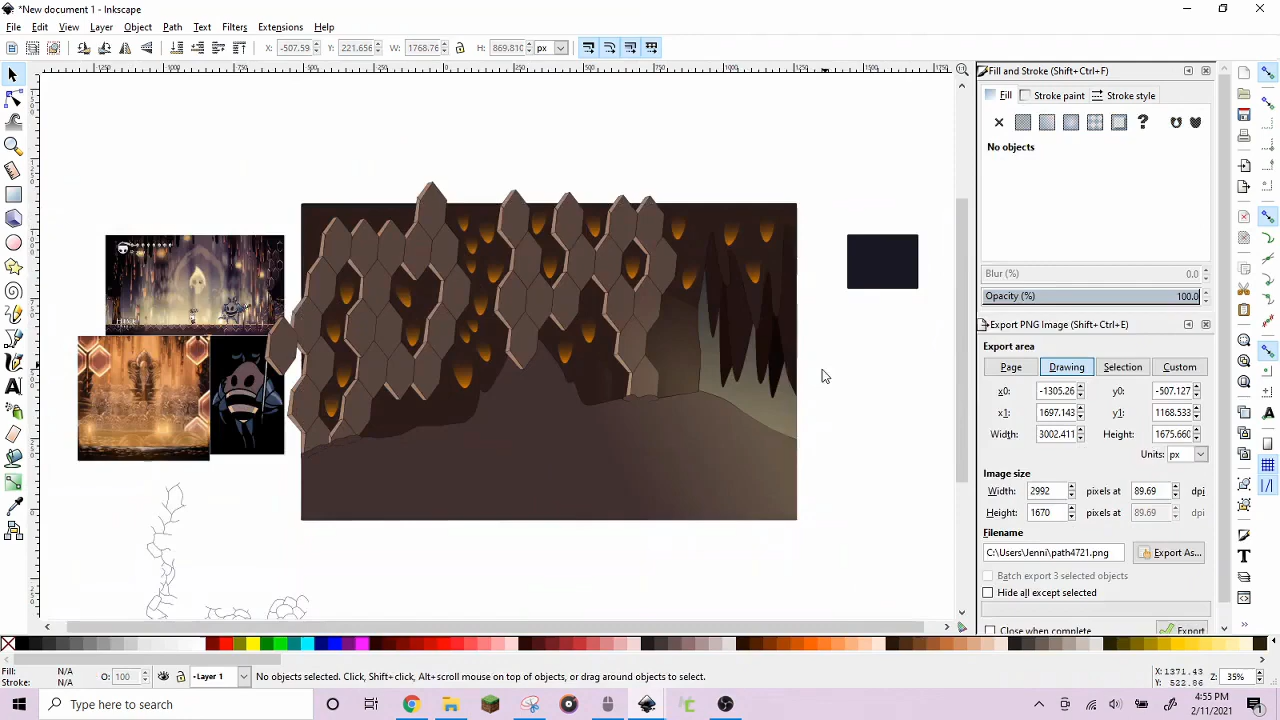 *New document 1 - Inkscape
File Edit View Layer Object Path Text Filters Extensions Help
X: -507.59 Y: 221.656 W: 1768.76 H: 869.810 px
Fill and Stroke (Shift+Ctrl+F)
Fill Stroke paint Stroke style
No objects
Blur (%) 0.0
Opacity (%) 100.0
Export PNG Image (Shift+Ctrl+E)
Export area
Page Drawing Selection Custom
x0: -1305.26 y0: -507.127
x1: 1697.143 y1: 1168.533
Width: 3002.411 Height: 1675.660
Units: px
Image size
Width: 2992 pixels at 89.69 dpi
Height: 1670 pixels at 89.69 dpi
Filename
C:\Users\Jenni\path4721.png Export As...
Batch export 3 selected objects
Hide all except selected
Close when complete Export
Fill: N/A
Stroke: N/A
O: 100
-Layer 1
No objects selected. Click, Shift+click, Alt+scroll mouse on top of objects, or drag around objects to select.
X: 1371.43
Z: 35%
Type here to search
4:55 PM
2/11/2021